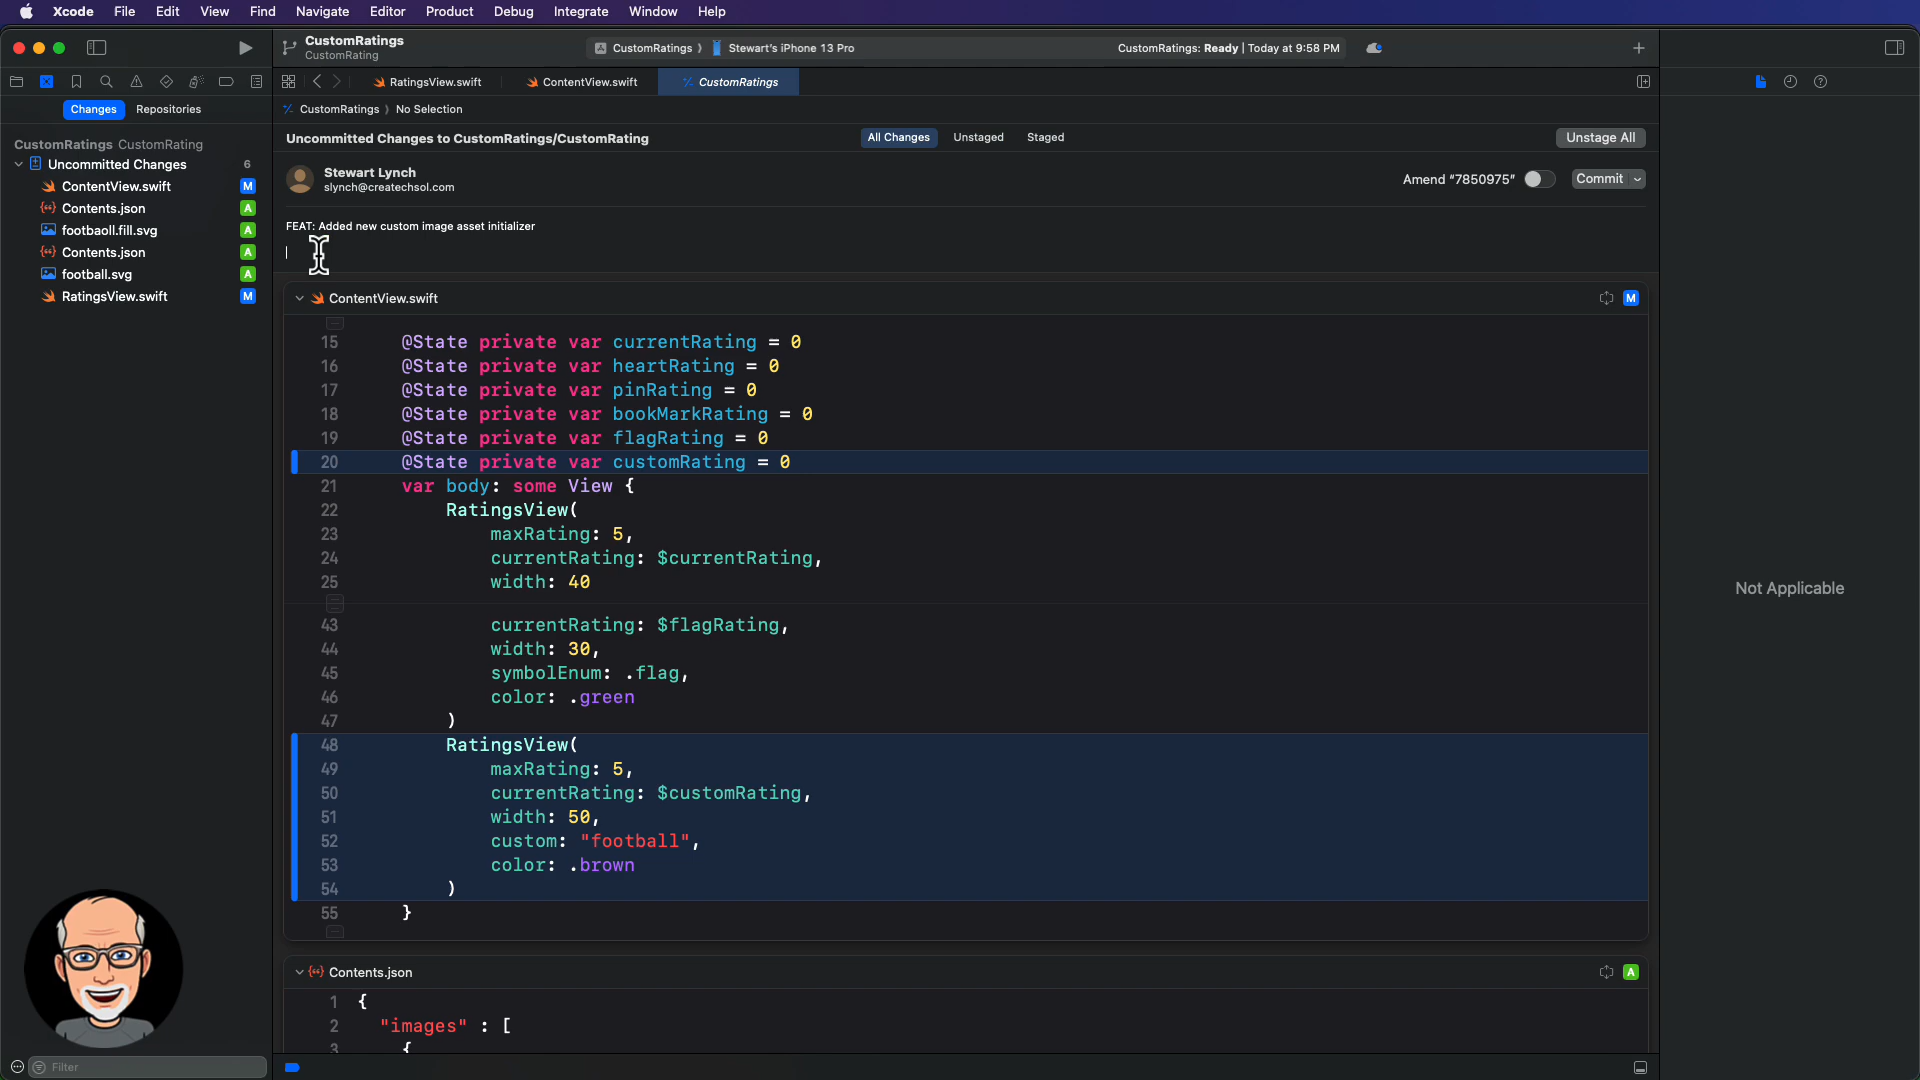 Xcode File Edit View Find Navigate Editor Product Debug Integrate Window Help
CustomRatings
CustomRating
CustomRatings ⟩ Stewart's iPhone 13 Pro
CustomRatings: Ready | Today at 9:58 PM
RatingsView.swift
ContentView.swift
CustomRatings
Changes Repositories
CustomRatings ⟩ No Selection
CustomRatings CustomRating
Uncommitted Changes 6
ContentView.swift M
Contents.json A
footbaoll.fill.svg A
Contents.json A
football.svg A
RatingsView.swift M
Uncommitted Changes to CustomRatings/CustomRating
All Changes Unstaged Staged
Unstage All
Stewart Lynch
slynch@createchsol.com
Amend “7850975” Commit
FEAT: Added new custom image asset initializer
ContentView.swift M
15 @State private var currentRating = 0
16 @State private var heartRating = 0
17 @State private var pinRating = 0
18 @State private var bookMarkRating = 0
19 @State private var flagRating = 0
20 @State private var customRating = 0
21 var body: some View {
22 RatingsView(
23 maxRating: 5,
24 currentRating: $currentRating,
25 width: 40
43 currentRating: $flagRating,
44 width: 30,
45 symbolEnum: .flag,
46 color: .green
47 )
48 RatingsView(
49 maxRating: 5,
50 currentRating: $customRating,
51 width: 50,
52 custom: "football",
53 color: .brown
54 )
55 }
Contents.json A
1 {
2 "images" : [
3 {
Not Applicable
Filter